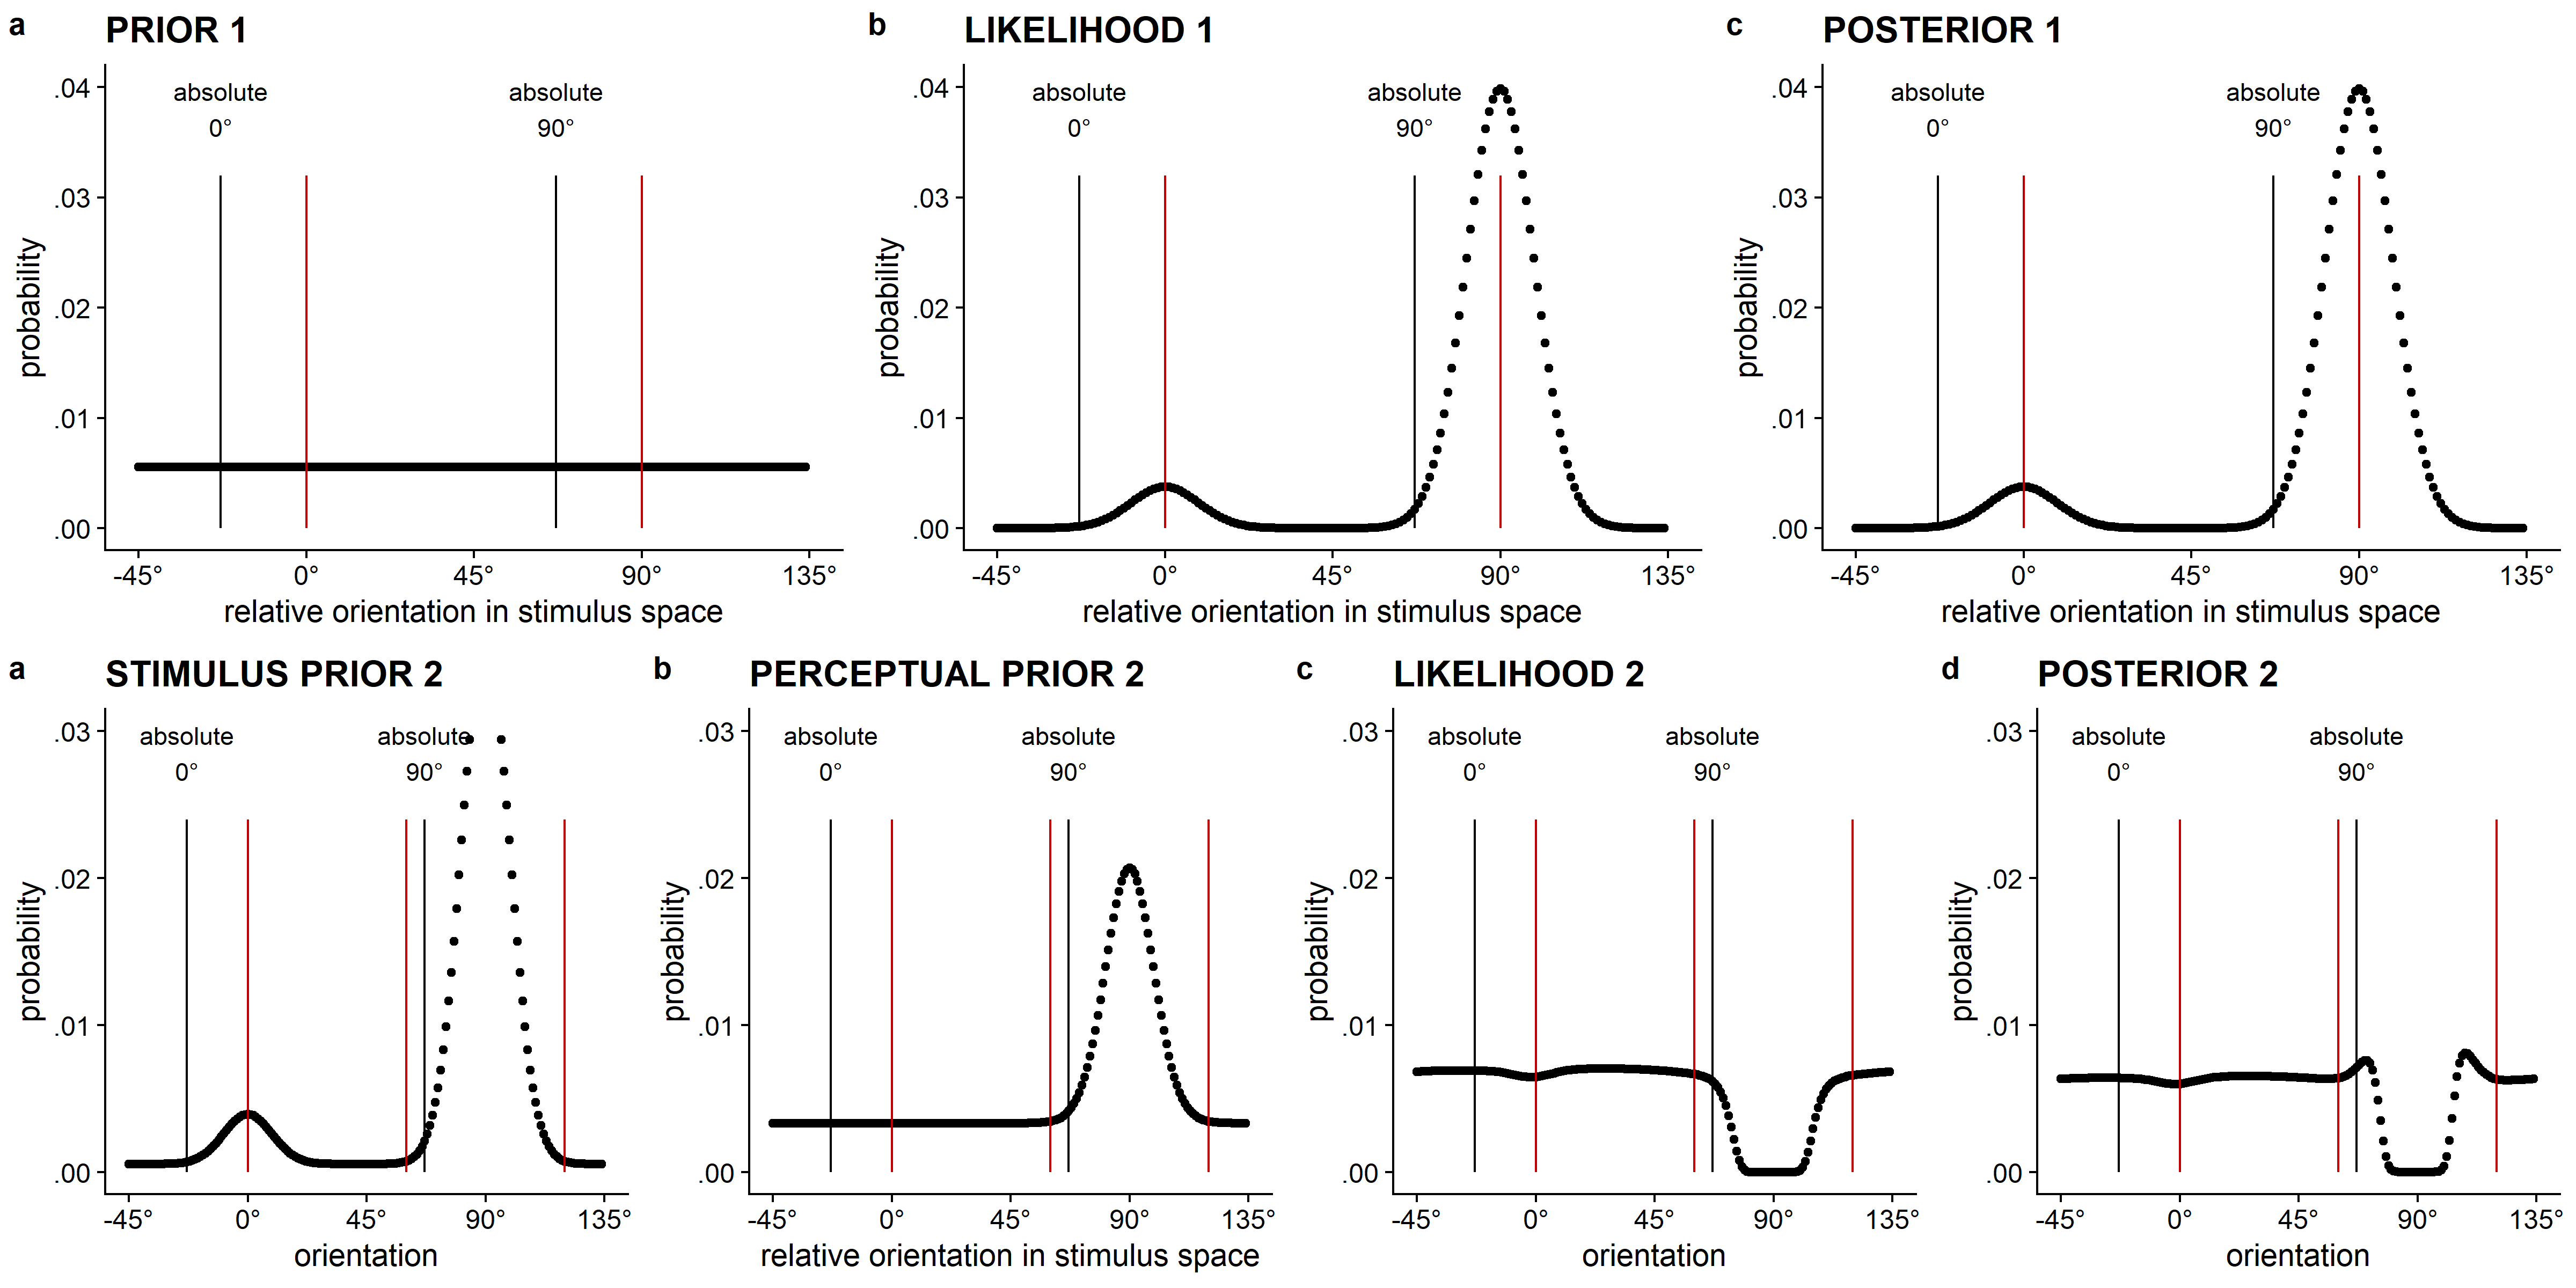 a PRIOR 1
absolute
0°
absolute
90°
.04
.03
.02
.01
.00
probability
-45° 0° 45° 90° 135°
relative orientation in stimulus space
b LIKELIHOOD 1
absolute
0°
absolute
90°
.04
.03
.02
.01
.00
probability
-45° 0° 45° 90° 135°
relative orientation in stimulus space
c POSTERIOR 1
absolute
0°
absolute
90°
.04
.03
.02
.01
.00
probability
-45° 0° 45° 90° 135°
relative orientation in stimulus space
a STIMULUS PRIOR 2
absolute
0°
absolute
90°
.03
.02
.01
.00
probability
-45° 0° 45° 90° 135°
orientation
b PERCEPTUAL PRIOR 2
absolute
0°
absolute
90°
.03
.02
.01
.00
probability
-45° 0° 45° 90° 135°
relative orientation in stimulus space
c LIKELIHOOD 2
absolute
0°
absolute
90°
.03
.02
.01
.00
probability
-45° 0° 45° 90° 135°
orientation
d POSTERIOR 2
absolute
0°
absolute
90°
.03
.02
.01
.00
probability
-45° 0° 45° 90° 135°
orientation